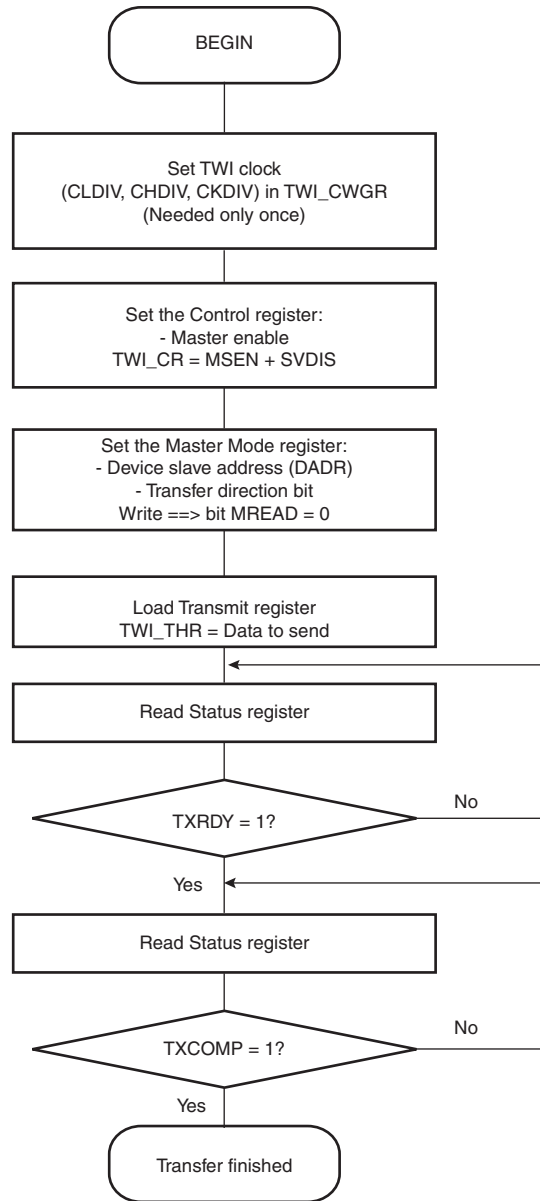 BEGIN
Set TWI clock
(CLDIV, CHDIV, CKDIV) in TWI_CWGR
(Needed only once)
Set the Control register:
- Master enable
TWI_CR = MSEN + SVDIS
Set the Master Mode register:
- Device slave address (DADR)
- Transfer direction bit
Write ==> bit MREAD = 0
Load Transmit register
TWI_THR = Data to send
Read Status register
TXRDY = 1?
No
Yes
Read Status register
TXCOMP = 1?
No
Yes
Transfer finished